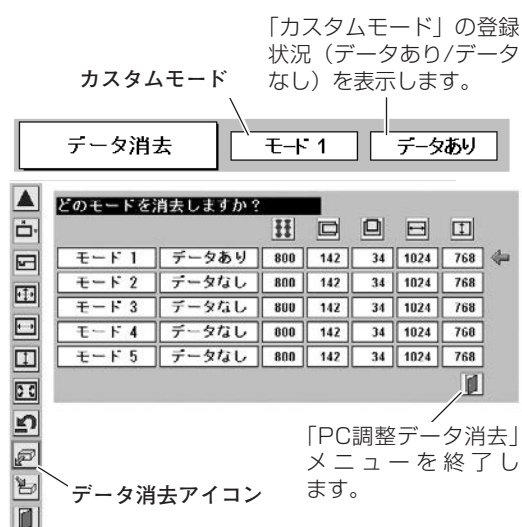 「カスタムモード」の登録
状況（データあり/データ
なし）を表示します。
カスタムモード
データ消去 モード 1 データあり
どのモードを消去しますか？
モード 1 データあり 800 142 34 1024 768
モード 2 データなし 800 142 34 1024 768
モード 3 データなし 800 142 34 1024 768
モード 4 データなし 800 142 34 1024 768
モード 5 データなし 800 142 34 1024 768
「PC調整データ消去」
メニューを終了し
ます。
データ消去アイコン